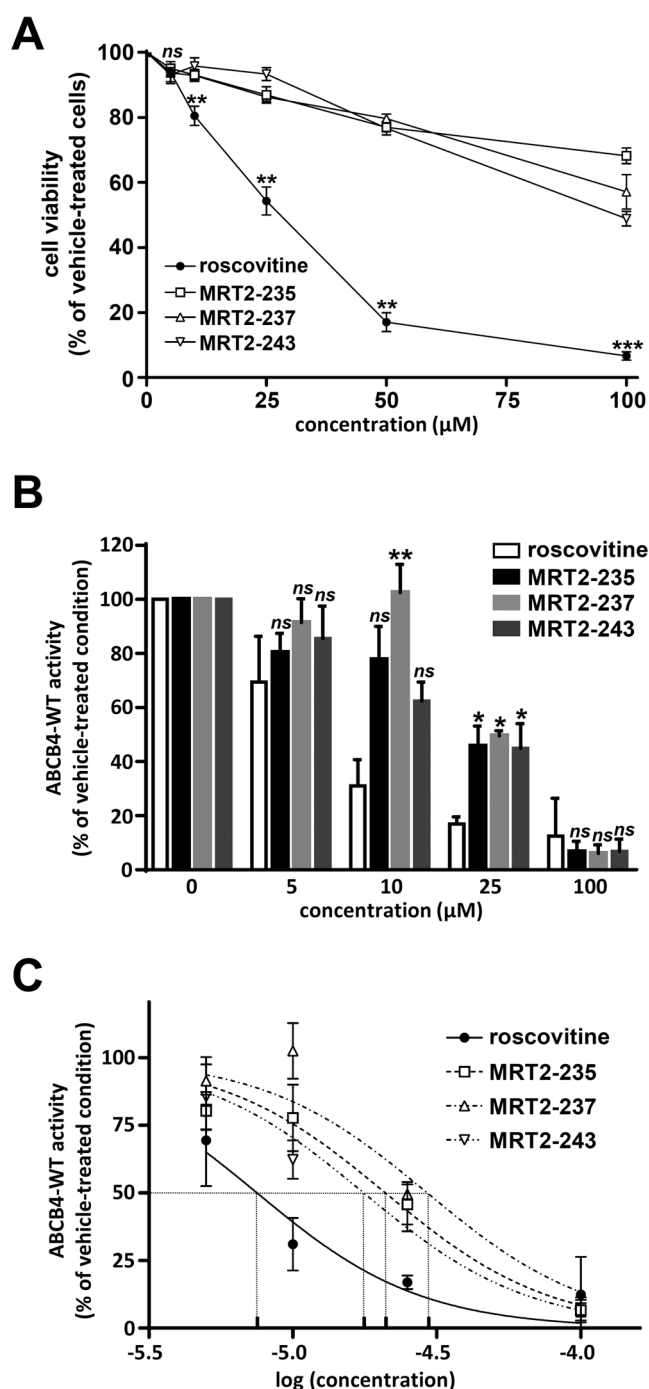 A
cell viability
(% of vehicle-treated cells)
100
80
60
40
20
0
ns
**
**
**
***
roscovitine
MRT2-235
MRT2-237
MRT2-243
0 25 50 75 100
concentration (µM)
B
ABCB4-WT activity
(% of vehicle-treated condition)
120
100
80
60
40
20
0
roscovitine
MRT2-235
MRT2-237
MRT2-243
ns ns ns
ns ** ns
* * *
ns ns ns
0 5 10 25 100
concentration (µM)
C
ABCB4-WT activity
(% of vehicle-treated condition)
100
75
50
25
0
roscovitine
MRT2-235
MRT2-237
MRT2-243
-5.5 -5.0 -4.5 -4.0
log (concentration)